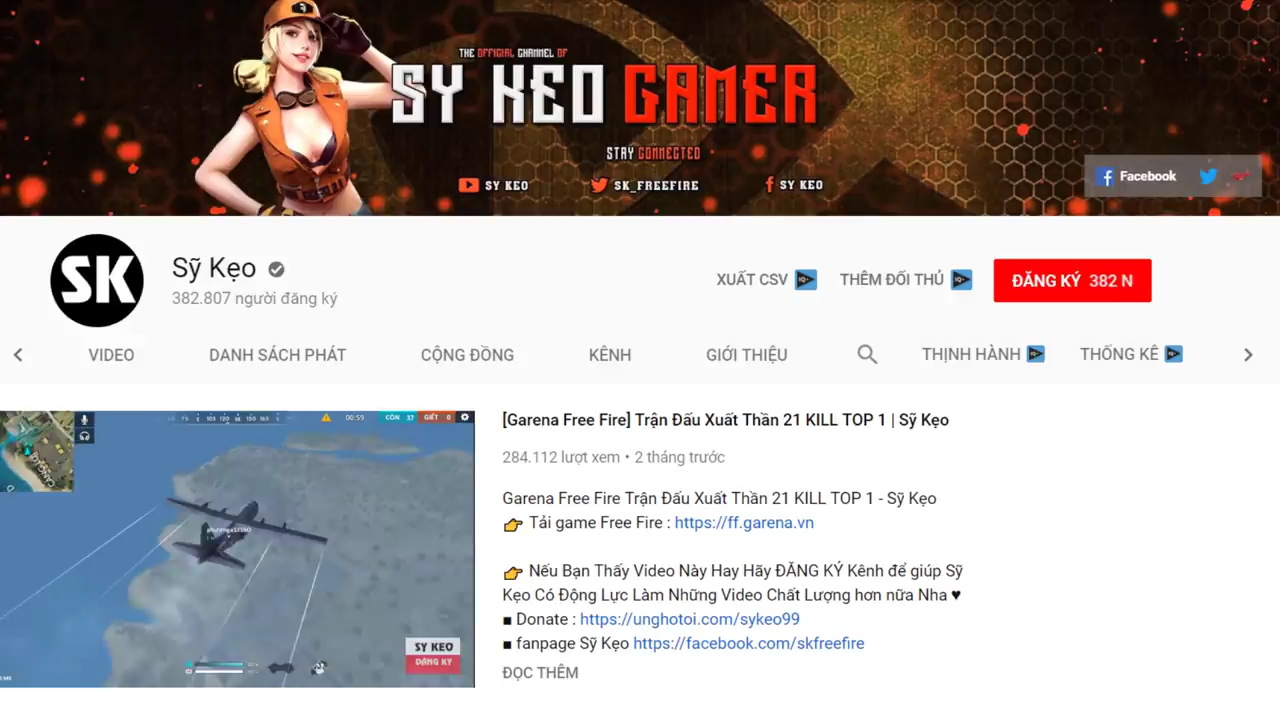 THE OFFICIAL CHANNEL OF
SY KEO GAMER
STAY CONNECTED
SY KEO
SK_FREEFIRE
SY KEO
Facebook
SK
Sỹ Kẹo
382.807 người đăng ký
XUẤT CSV
THÊM ĐỐI THỦ
ĐĂNG KÝ 382 N
VIDEO
DANH SÁCH PHÁT
CỘNG ĐỒNG
KÊNH
GIỚI THIỆU
THỊNH HÀNH
THỐNG KÊ
00:59
CÒN 37
GIẾT 0
SY KEO
ĐĂNG KÝ
[Garena Free Fire] Trận Đấu Xuất Thần 21 KILL TOP 1 | Sỹ Kẹo
284.112 lượt xem • 2 tháng trước
Garena Free Fire Trận Đấu Xuất Thần 21 KILL TOP 1 - Sỹ Kẹo
👉 Tải game Free Fire : https://ff.garena.vn
👉 Nếu Bạn Thấy Video Này Hay Hãy ĐĂNG KÝ Kênh để giúp Sỹ
Kẹo Có Động Lực Làm Những Video Chất Lượng hơn nữa Nha ♥
■ Donate : https://unghotoi.com/sykeo99
■ fanpage Sỹ Kẹo https://facebook.com/skfreefire
ĐỌC THÊM